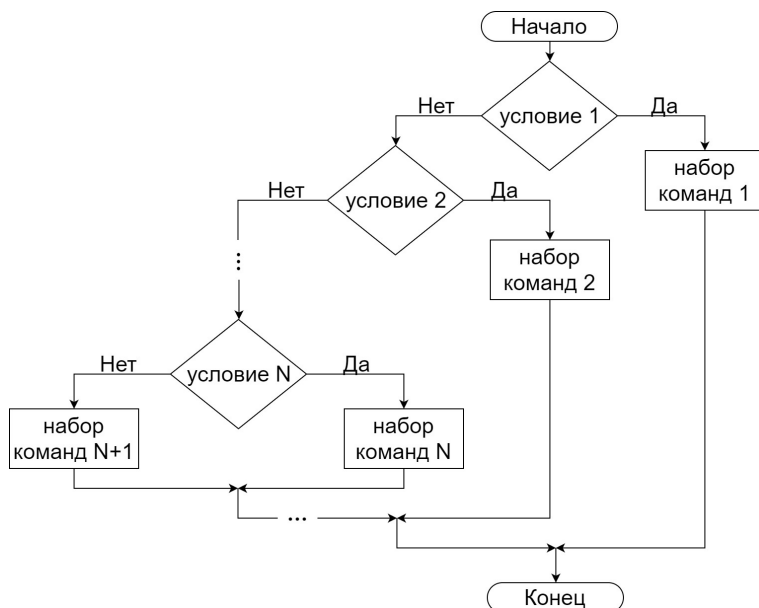 Начало
условие 1
Нет
Да
набор
команд 1
условие 2
Нет
Да
набор
команд 2
...
условие N
Нет
Да
набор
команд N+1
набор
команд N
...
Конец